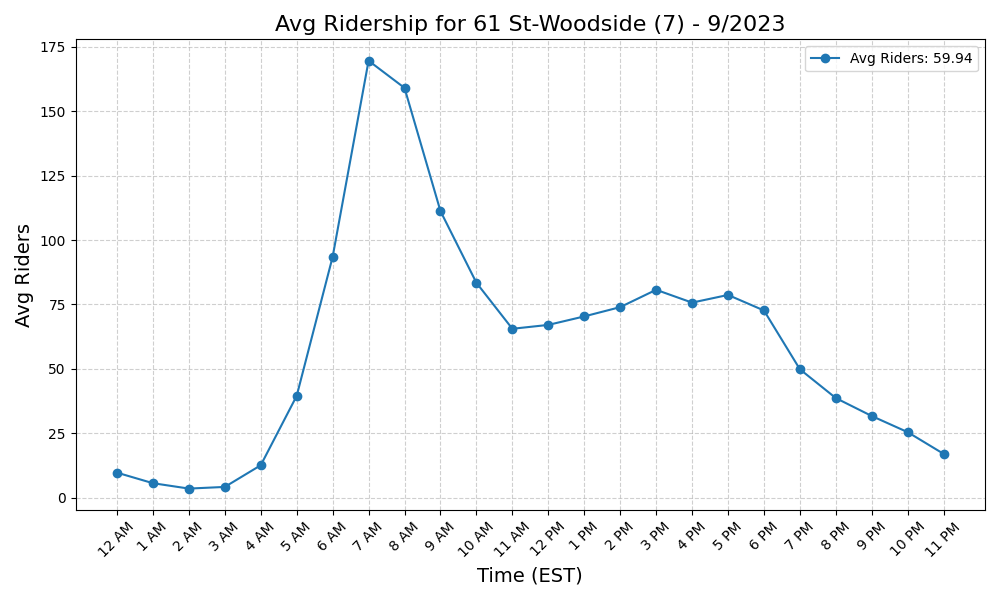 Avg Ridership for 61 St-Woodside (7) - 9/2023
Avg Riders: 59.94
Avg Riders
175
150
125
100
75
50
25
0
12 AM
1 AM
2 AM
3 AM
4 AM
5 AM
6 AM
7 AM
8 AM
9 AM
10 AM
11 AM
12 PM
1 PM
2 PM
3 PM
4 PM
5 PM
6 PM
7 PM
8 PM
9 PM
10 PM
11 PM
Time (EST)